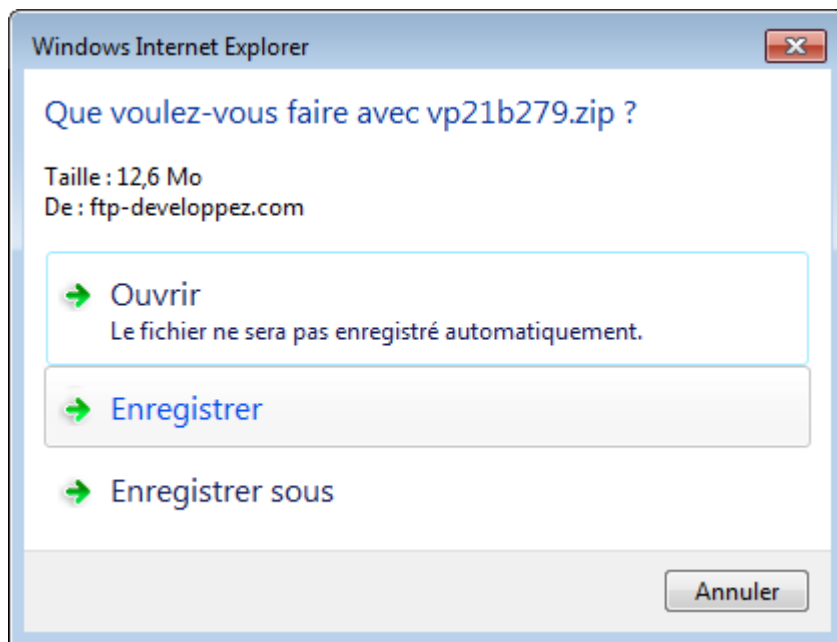 Windows Internet Explorer
Que voulez-vous faire avec vp21b279.zip ?
Taille : 12,6 Mo
De : ftp-developpez.com
Ouvrir
Le fichier ne sera pas enregistré automatiquement.
Enregistrer
Enregistrer sous
Annuler